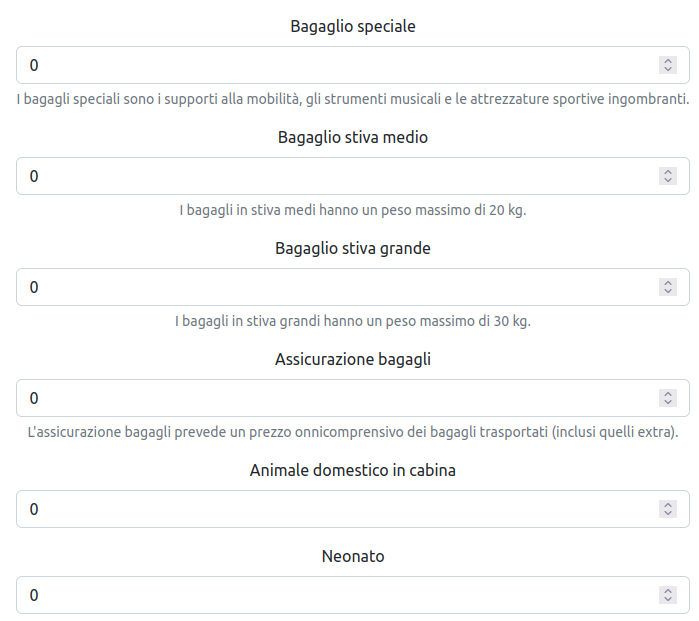 Bagaglio speciale
0
I bagagli speciali sono i supporti alla mobilità, gli strumenti musicali e le attrezzature sportive ingombranti.
Bagaglio stiva medio
0
I bagagli in stiva medi hanno un peso massimo di 20 kg.
Bagaglio stiva grande
0
I bagagli in stiva grandi hanno un peso massimo di 30 kg.
Assicurazione bagagli
0
L'assicurazione bagagli prevede un prezzo onnicomprensivo dei bagagli trasportati (inclusi quelli extra).
Animale domestico in cabina
0
Neonato
0